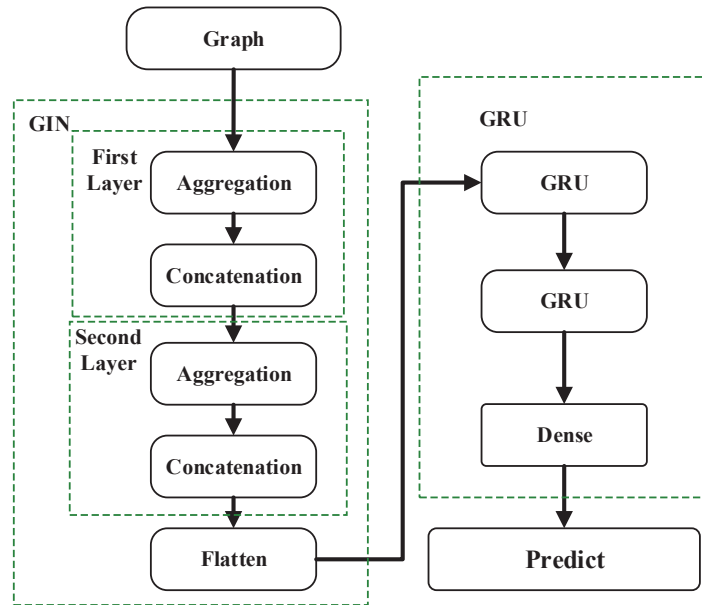 Graph
GIN
First
Layer
Aggregation
Concatenation
Second
Layer
Aggregation
Concatenation
Flatten
GRU
GRU
GRU
Dense
Predict